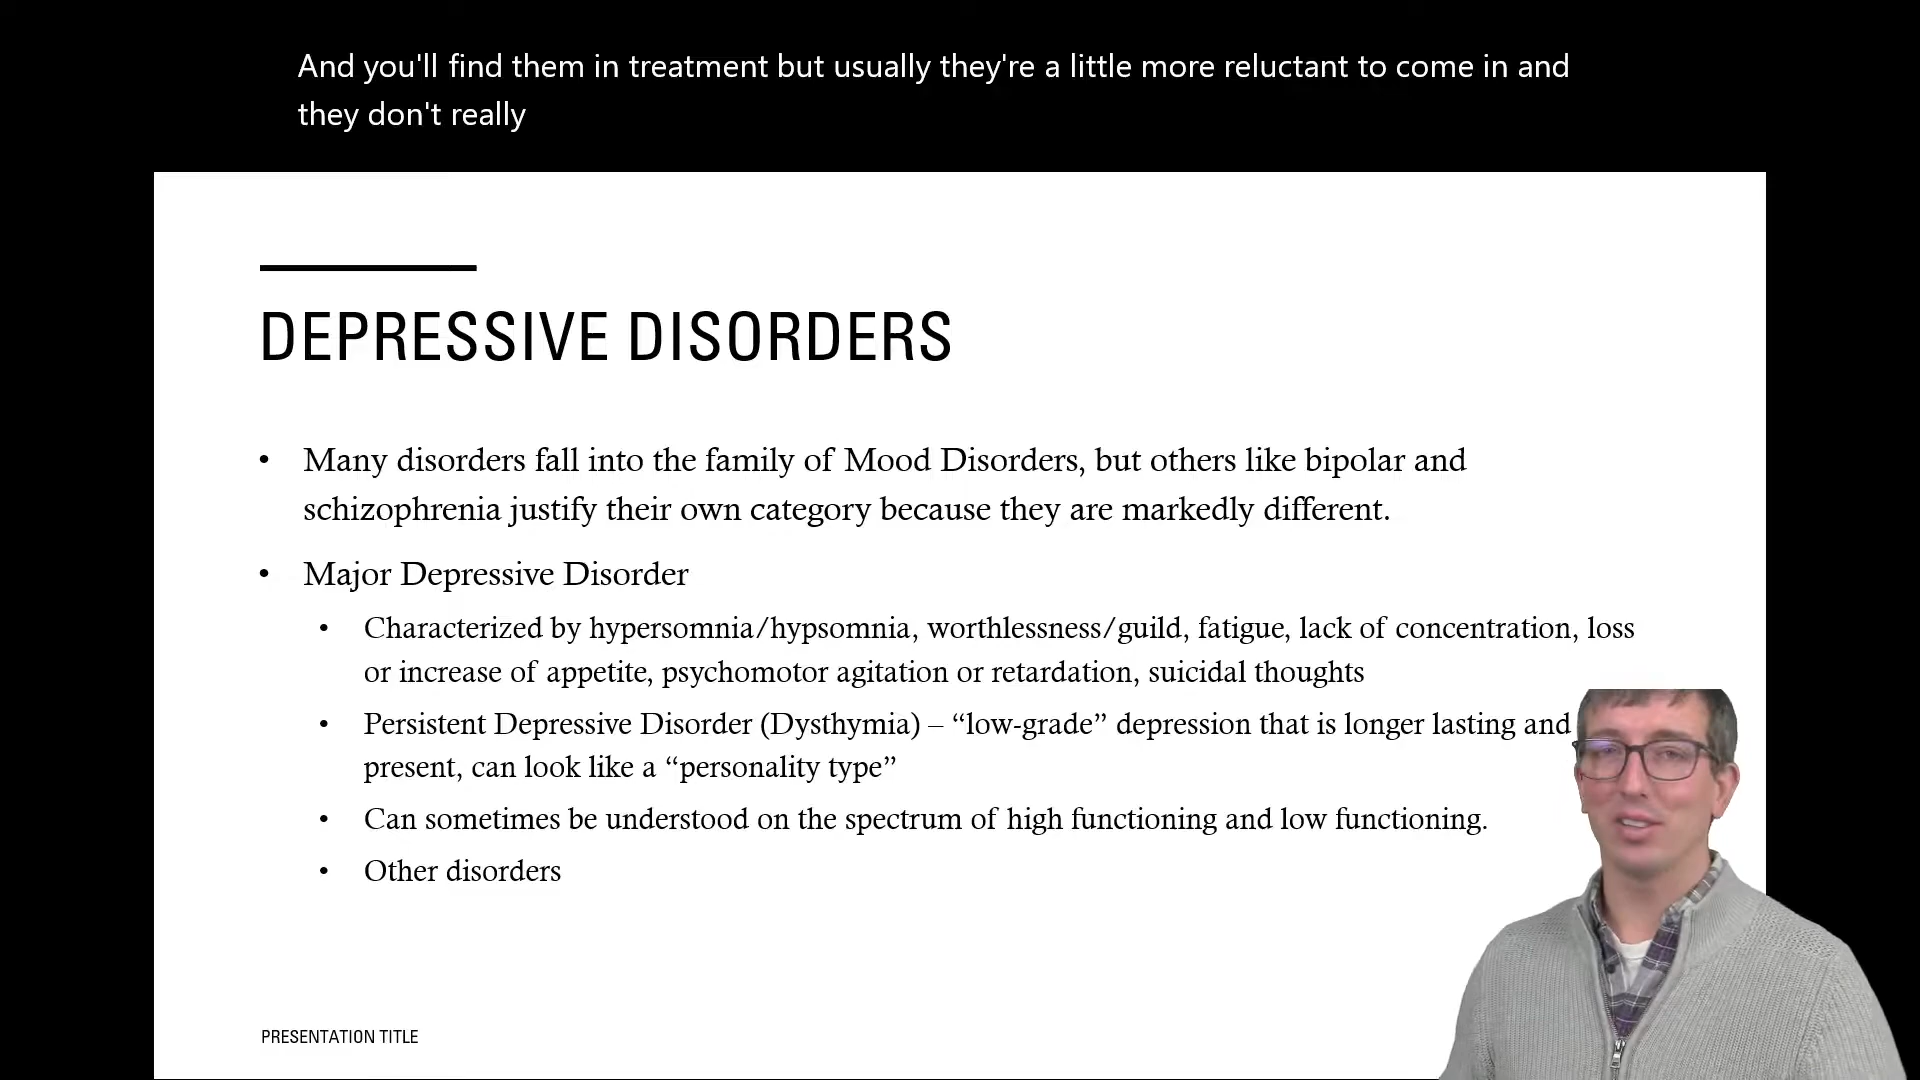 And you'll find them in treatment but usually they're a little more reluctant to come in and
they don't really
DEPRESSIVE DISORDERS
• Many disorders fall into the family of Mood Disorders, but others like bipolar and
schizophrenia justify their own category because they are markedly different.
• Major Depressive Disorder
• Characterized by hypersomnia/hypsomnia, worthlessness/guild, fatigue, lack of concentration, loss
or increase of appetite, psychomotor agitation or retardation, suicidal thoughts
• Persistent Depressive Disorder (Dysthymia) – “low-grade” depression that is longer lasting and
present, can look like a “personality type”
• Can sometimes be understood on the spectrum of high functioning and low functioning.
• Other disorders
PRESENTATION TITLE